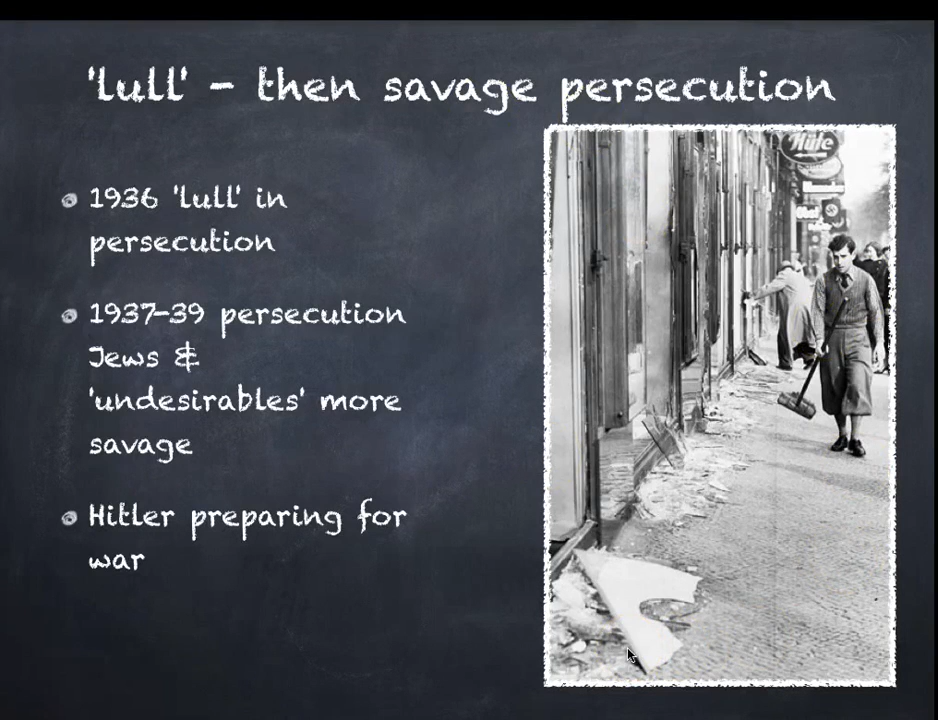 'lull' - then savage persecution
1936 'lull' in
persecution
1937-39 persecution
Jews &
'undesirables' more
savage
Hitler preparing for
war
Hüte